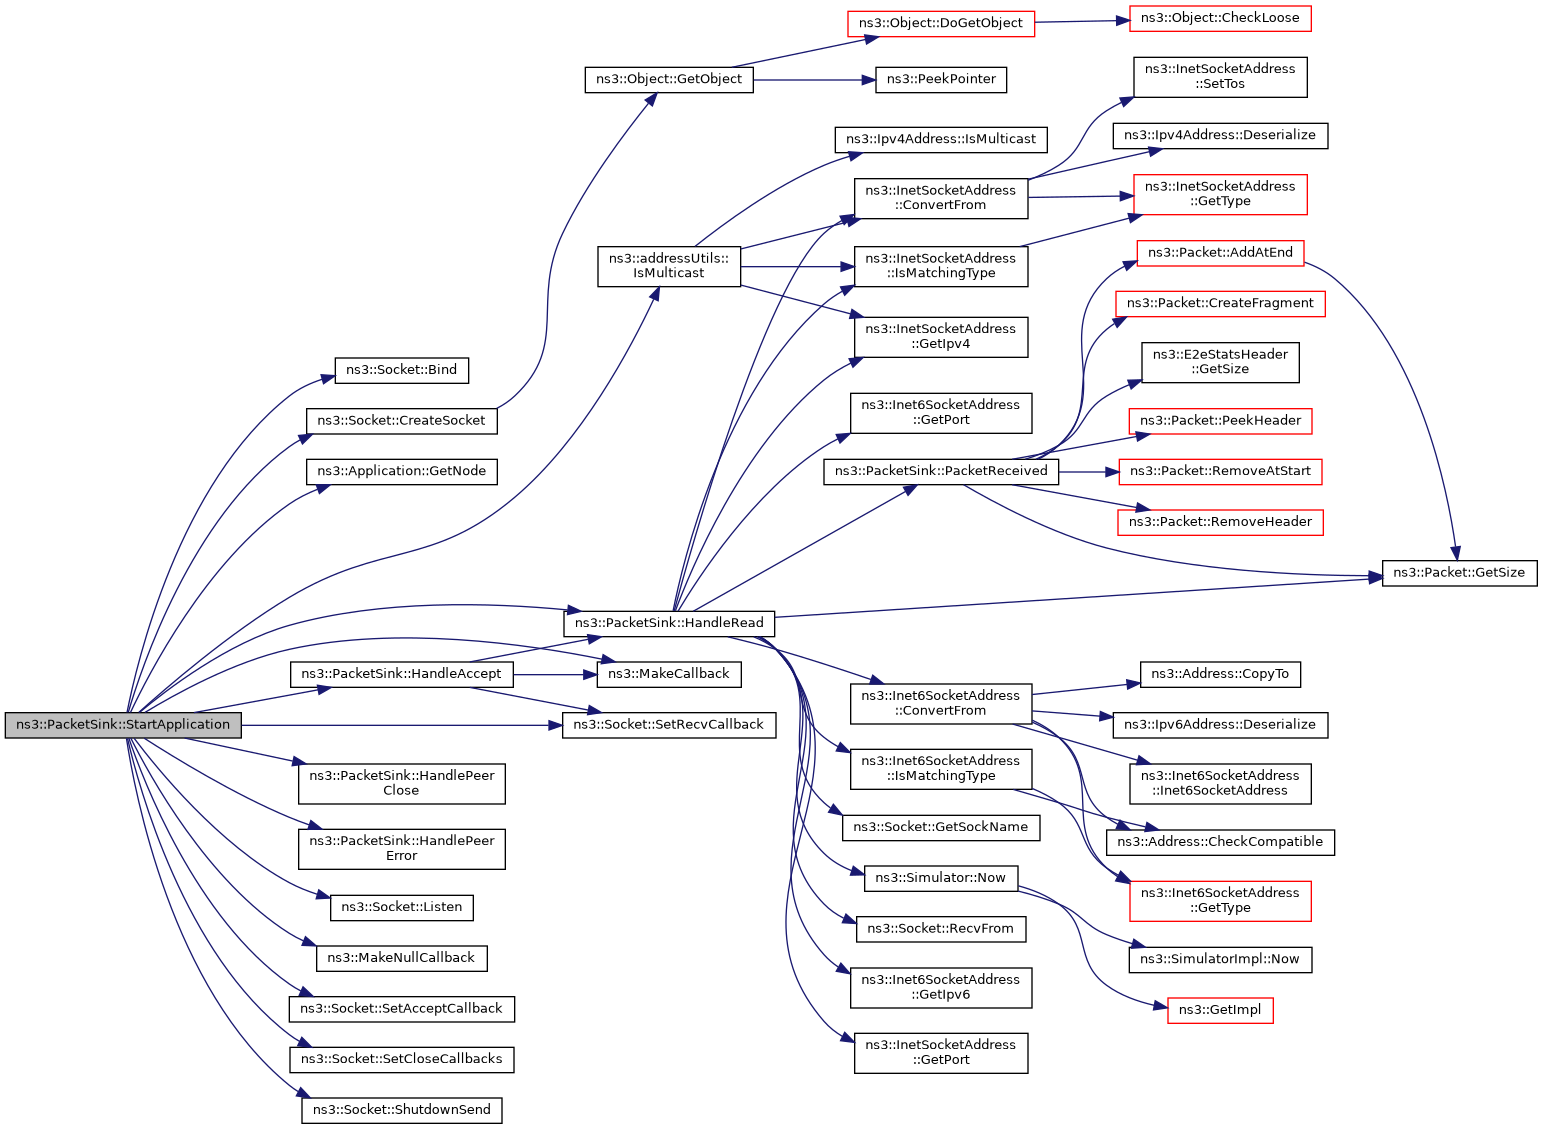 ns3::Object::DoGetObject
ns3::Object::CheckLoose
ns3::Object::GetObject
ns3::PeekPointer
ns3::InetSocketAddress
::SetTos
ns3::Ipv4Address::IsMulticast
ns3::Ipv4Address::Deserialize
ns3::InetSocketAddress
::ConvertFrom
ns3::InetSocketAddress
::GetType
ns3::addressUtils::
IsMulticast
ns3::InetSocketAddress
::IsMatchingType
ns3::Packet::AddAtEnd
ns3::Packet::CreateFragment
ns3::InetSocketAddress
::GetIpv4
ns3::E2eStatsHeader
::GetSize
ns3::Socket::Bind
ns3::Socket::CreateSocket
ns3::Inet6SocketAddress
::GetPort
ns3::Packet::PeekHeader
ns3::Application::GetNode
ns3::PacketSink::PacketReceived
ns3::Packet::RemoveAtStart
ns3::Packet::RemoveHeader
ns3::Packet::GetSize
ns3::PacketSink::HandleRead
ns3::PacketSink::HandleAccept
ns3::MakeCallback
ns3::Inet6SocketAddress
::ConvertFrom
ns3::Address::CopyTo
ns3::PacketSink::StartApplication
ns3::Socket::SetRecvCallback
ns3::Ipv6Address::Deserialize
ns3::PacketSink::HandlePeer
Close
ns3::Inet6SocketAddress
::IsMatchingType
ns3::Inet6SocketAddress
::Inet6SocketAddress
ns3::PacketSink::HandlePeer
Error
ns3::Socket::GetSockName
ns3::Address::CheckCompatible
ns3::Simulator::Now
ns3::Inet6SocketAddress
::GetType
ns3::Socket::Listen
ns3::Socket::RecvFrom
ns3::MakeNullCallback
ns3::SimulatorImpl::Now
ns3::Inet6SocketAddress
::GetIpv6
ns3::Socket::SetAcceptCallback
ns3::GetImpl
ns3::Socket::SetCloseCallbacks
ns3::InetSocketAddress
::GetPort
ns3::Socket::ShutdownSend